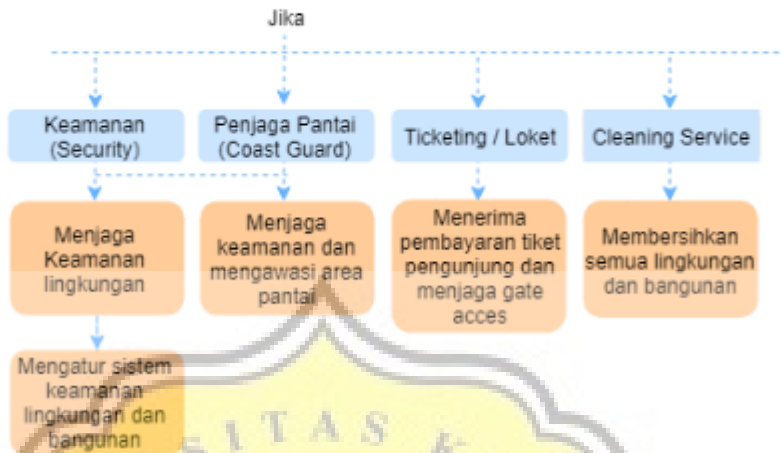 Jika
Keamanan
(Security)
Penjaga Pantai
(Coast Guard)
Ticketing / Loket
Cleaning Service
Menjaga
Keamanan
lingkungan
Menjaga
keamanan dan
mengawasi area
pantai
Menerima
pembayaran tiket
pengunjung dan
menjaga gate
acces
Membersihkan
semua lingkungan
dan bangunan
Mengatur sistem
keamanan
lingkungan dan
bangunan
SITAS K